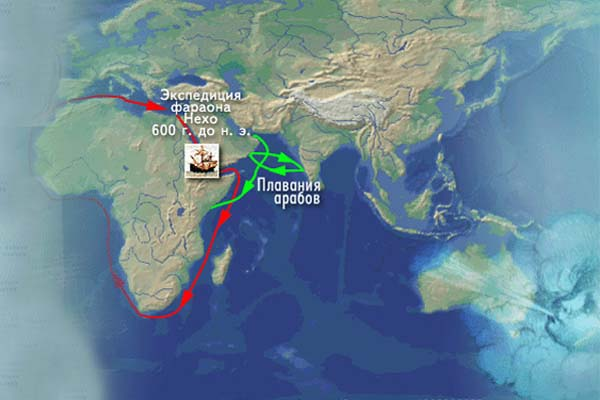 Экспедиция
фараона
Нехо
600 г. до н. э.
Плавания
арабов